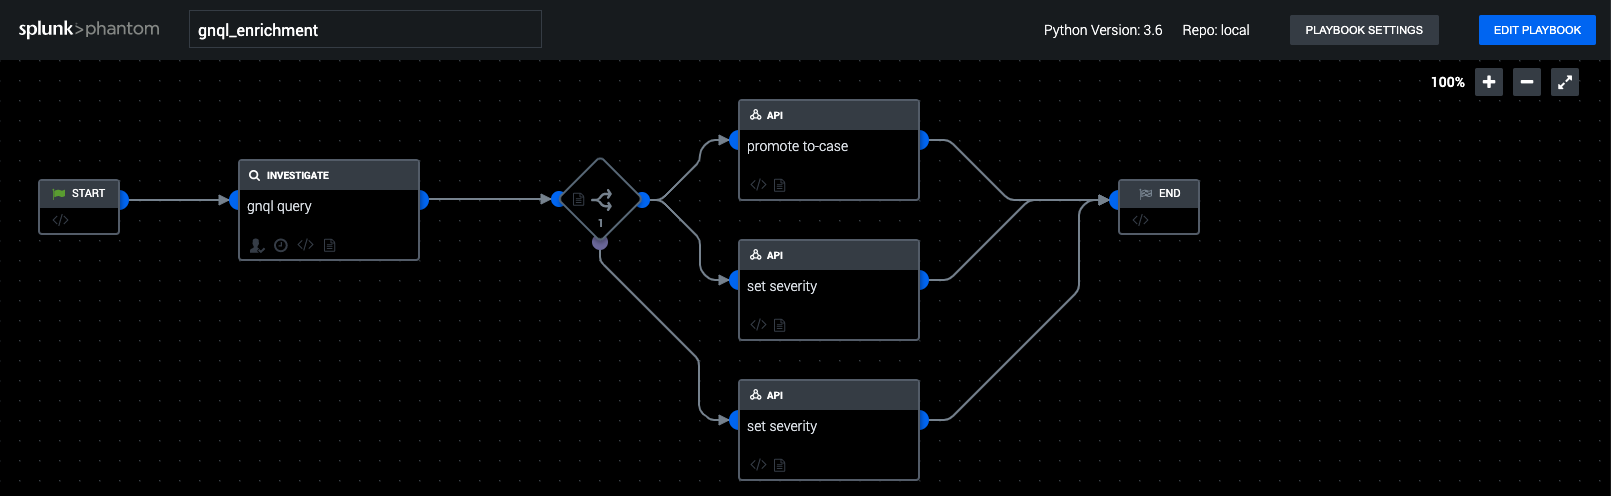 splunk>phantom
gnql_enrichment
Python Version: 3.6
Repo: local
PLAYBOOK SETTINGS
EDIT PLAYBOOK
100%
START
</>
INVESTIGATE
gnql query
</>
1
API
promote to-case
</>
API
set severity
</>
API
set severity
</>
END
</>